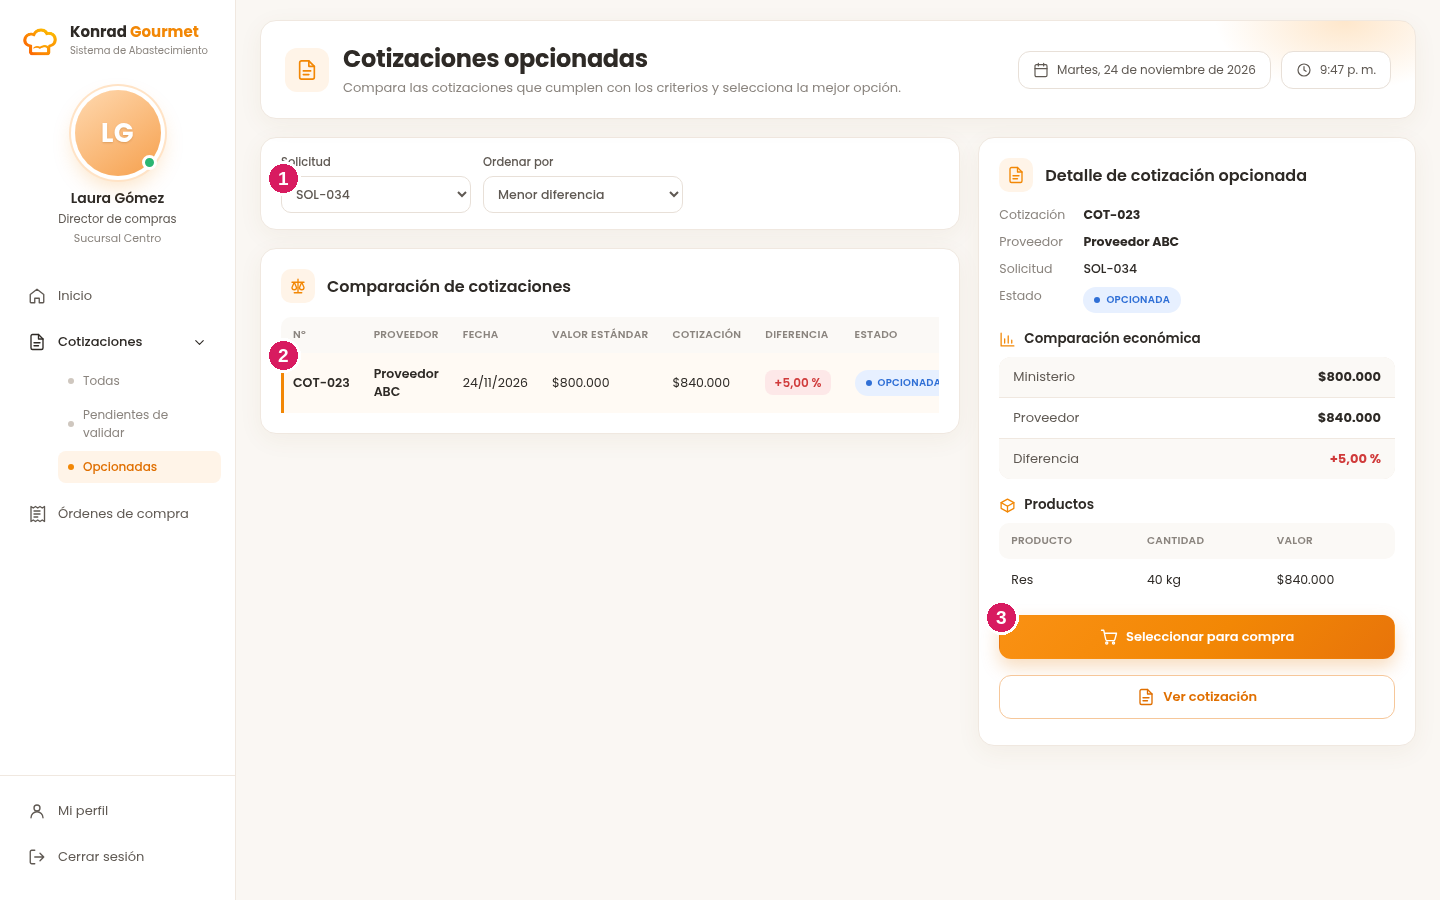 Konrad Gourmet
Sistema de Abastecimiento
LG
Laura Gómez
Director de compras
Sucursal Centro
Inicio
Cotizaciones
Todas
Pendientes de
validar
Opcionadas
Órdenes de compra
Mi perfil
Cerrar sesión
Cotizaciones opcionadas
Compara las cotizaciones que cumplen con los criterios y selecciona la mejor opción.
Martes, 24 de noviembre de 2026
9:47 p. m.
Solicitud
Ordenar por
1
SOL-034
Menor diferencia
Comparación de cotizaciones
Nº PROVEEDOR FECHA VALOR ESTÁNDAR COTIZACIÓN DIFERENCIA ESTADO
2
COT-023 Proveedor ABC 24/11/2026 $800.000 $840.000 +5,00 % OPCIONADA
Detalle de cotización opcionada
Cotización COT-023
Proveedor Proveedor ABC
Solicitud SOL-034
Estado OPCIONADA
Comparación económica
Ministerio $800.000
Proveedor $840.000
Diferencia +5,00 %
Productos
PRODUCTO CANTIDAD VALOR
Res 40 kg $840.000
3
Seleccionar para compra
Ver cotización